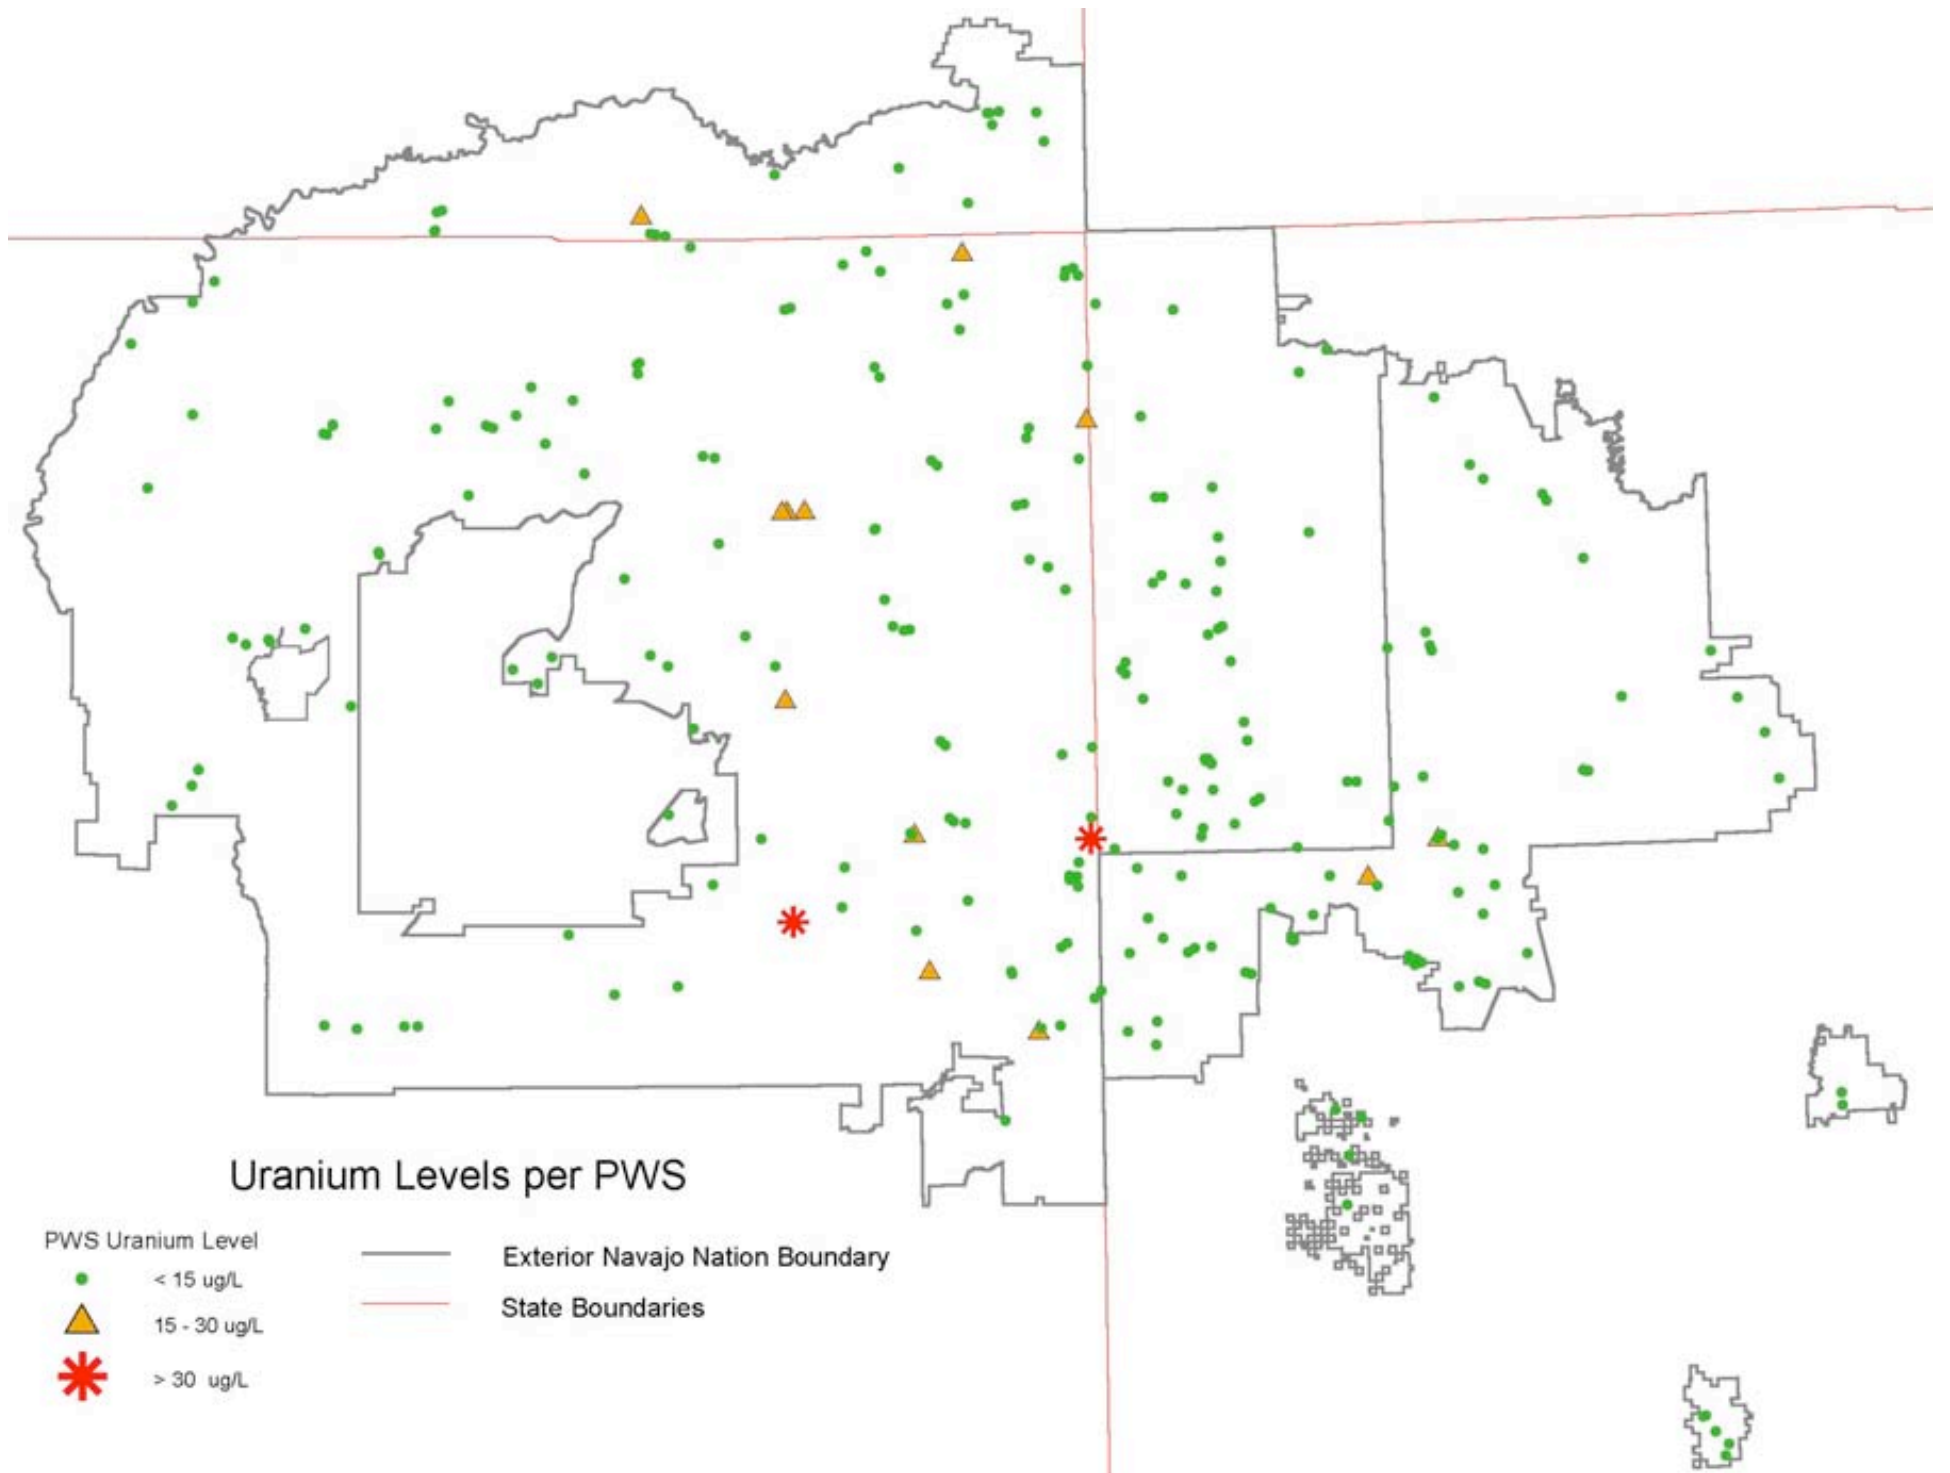 Uranium Levels per PWS
PWS Uranium Level
< 15 ug/L
15 - 30 ug/L
> 30 ug/L
Exterior Navajo Nation Boundary
State Boundaries